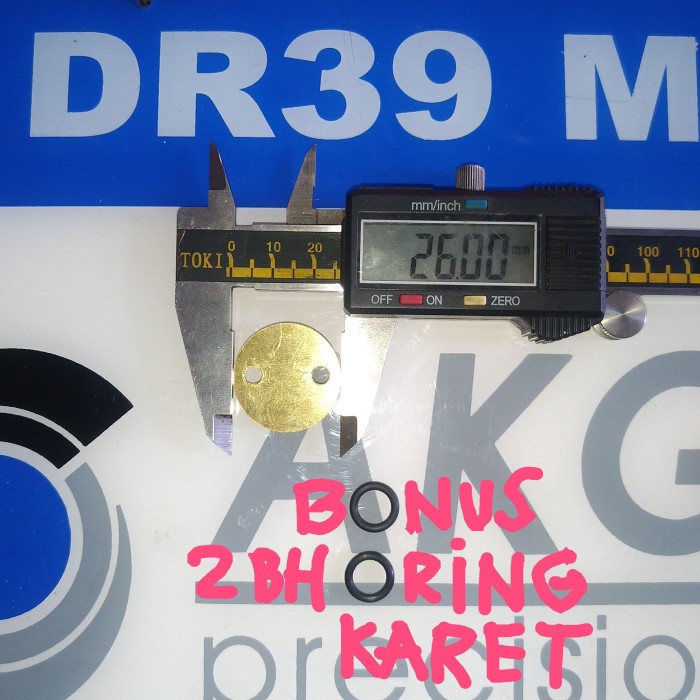 DR39 M
mm/inch
TOKI 0 10 20
26.00 mm
0 100 110
OFF ON ZERO
AKG
BONUS
2BH ORING
KARET
precisio